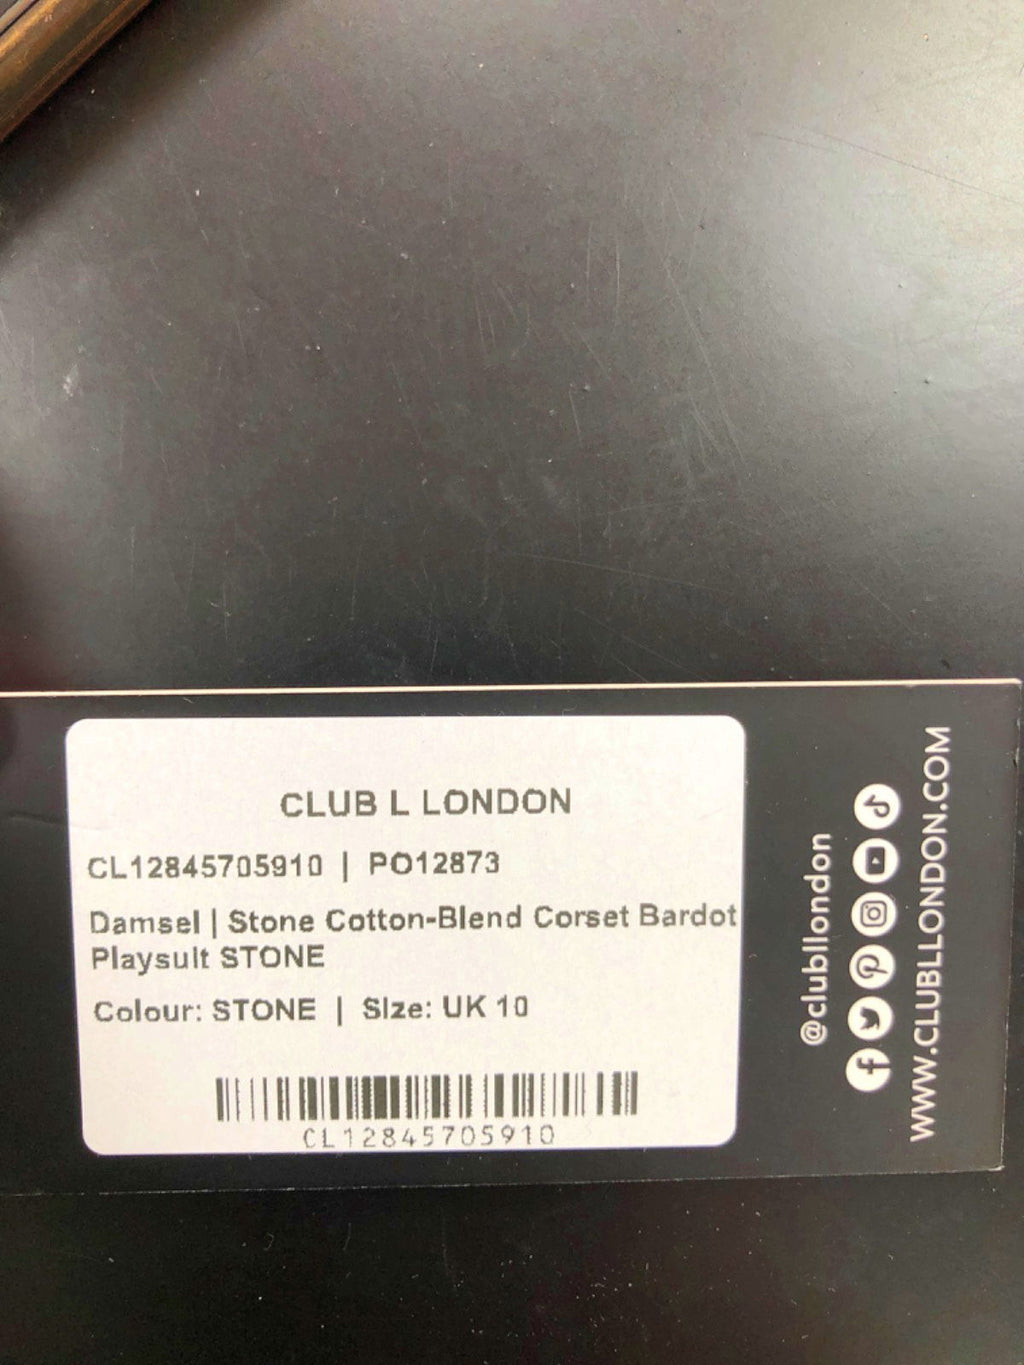 CLUB L LONDON
CL12845705910 | PO12873
Damsel | Stone Cotton-Blend Corset Bardot
Playsuit STONE
Colour: STONE | Size: UK 10
CL12845705910
@clubllondon
WWW.CLUBLLONDON.COM